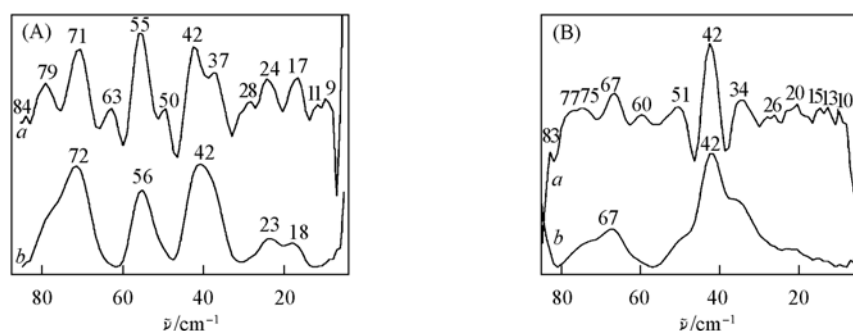 (A)
84 79 71 63 55 50 42 37 28 24 17 11 9
a
72 56 42 23 18
b
80 60 40 20
ν̃/cm⁻¹
(B)
83 77 75 67 60 51 42 34 26 20 15 13 10
a
67 42
b
80 60 40 20
ν̃/cm⁻¹